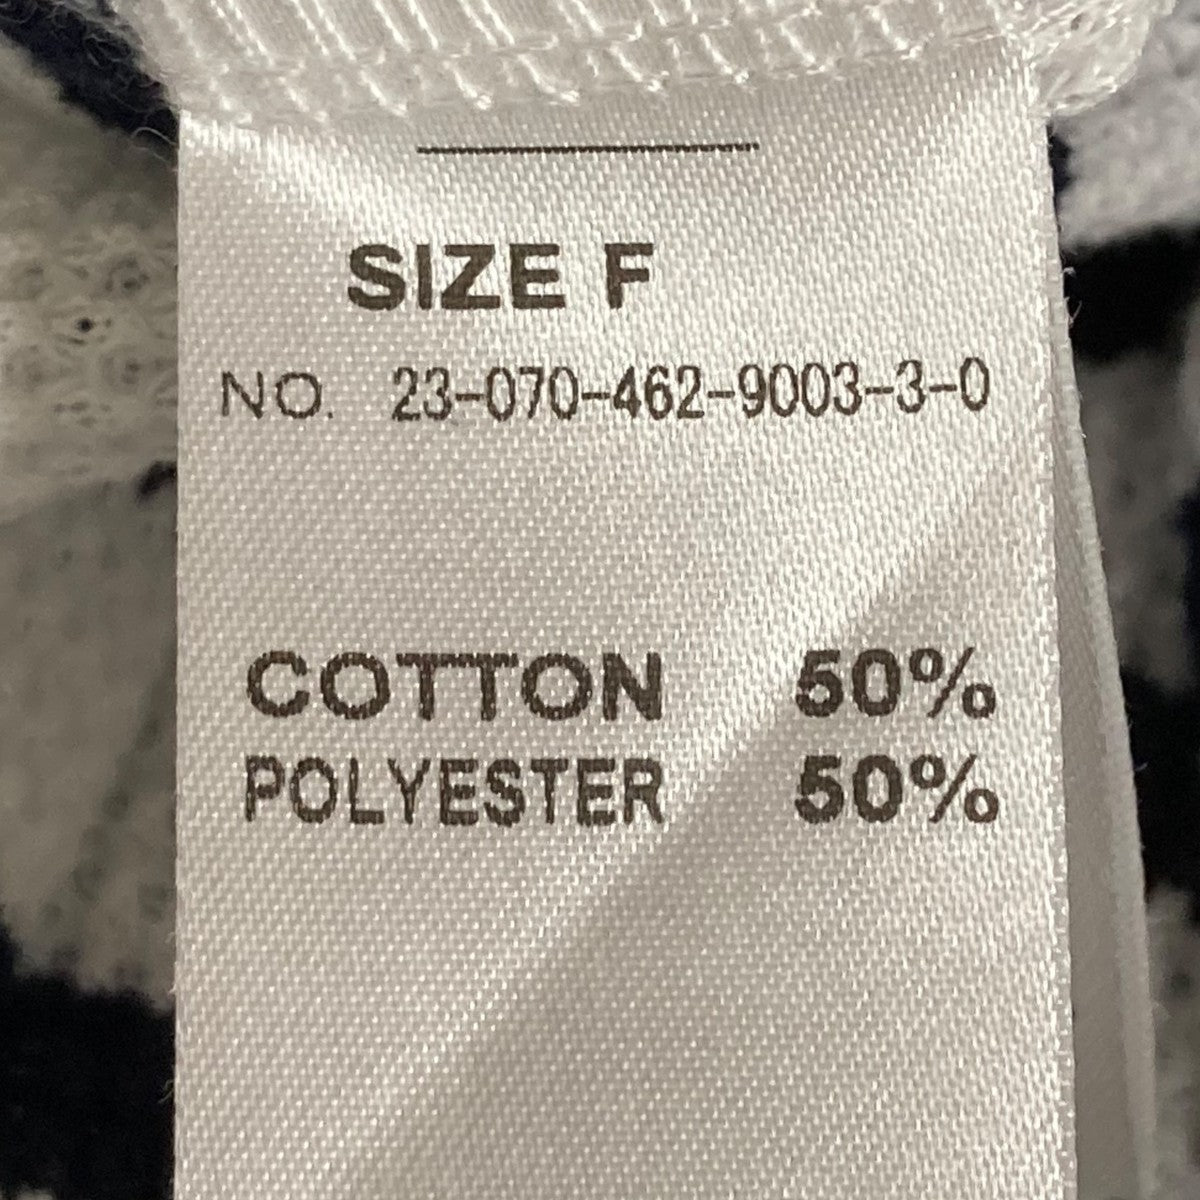 SIZE F
NO. 23-070-462-9003-3-0
COTTON 50%
POLYESTER 50%